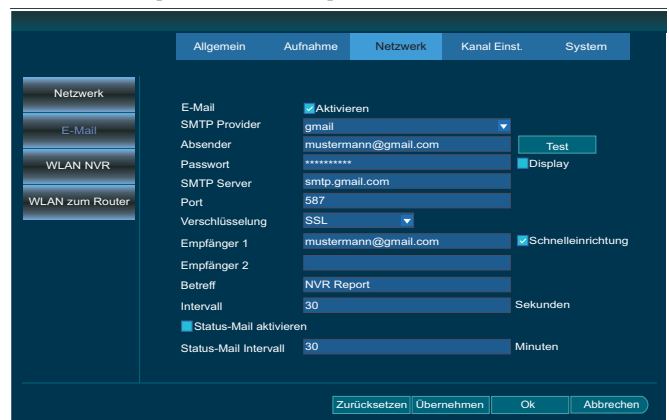 Allgemein Aufnahme Netzwerk Kanal Einst. System
Netzwerk
E-Mail
WLAN NVR
WLAN zum Router
E-Mail Aktivieren
SMTP Provider gmail
Absender mustermann@gmail.com Test
Passwort ********** Display
SMTP Server smtp.gmail.com
Port 587
Verschlüsselung SSL
Empfänger 1 mustermann@gmail.com Schnelleinrichtung
Empfänger 2
Betreff NVR Report
Intervall 30 Sekunden
Status-Mail aktivieren
Status-Mail Intervall 30 Minuten
Zurücksetzen Übernehmen Ok Abbrechen